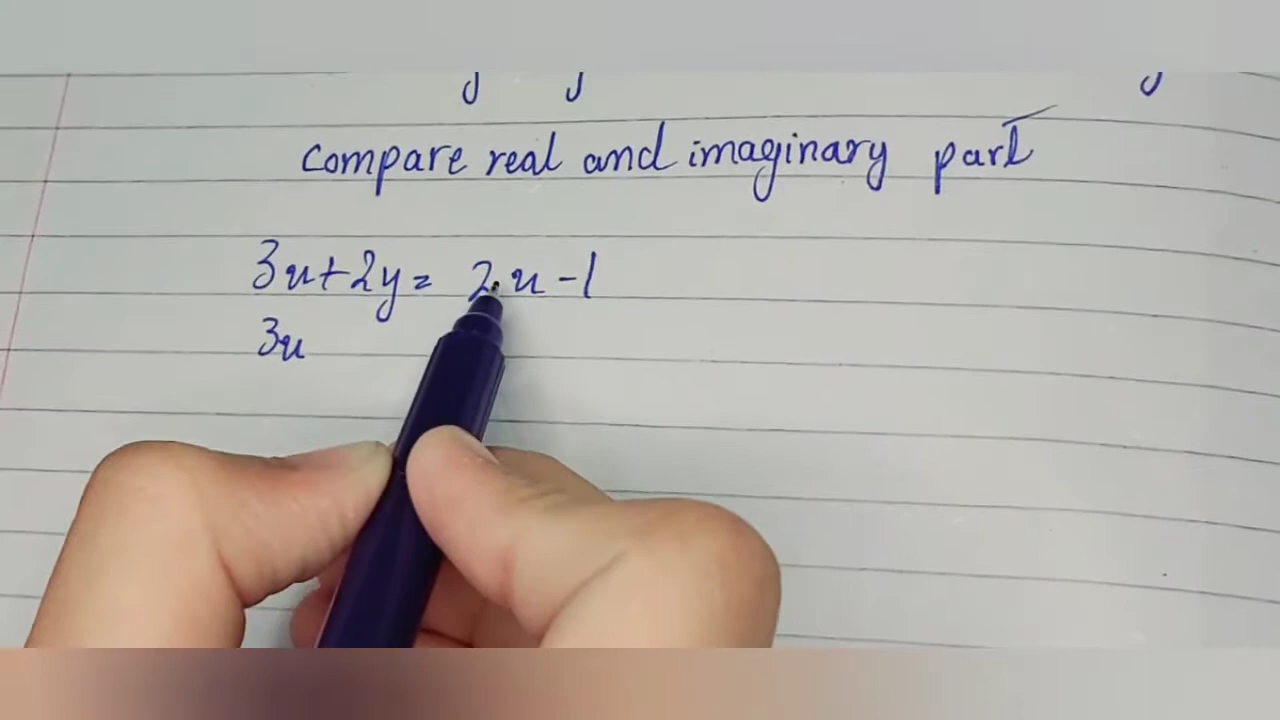 compare real and imaginary part
3x+2y= 2x-1
3x